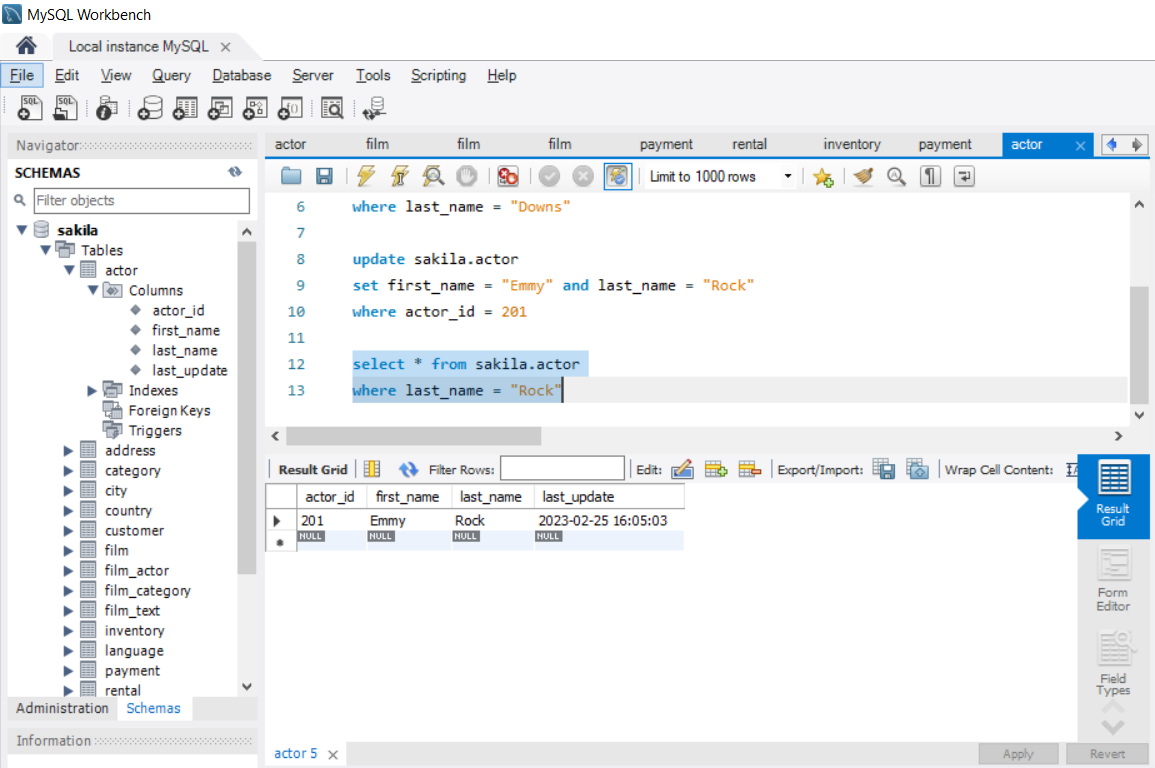 MySQL Workbench
Local instance MySQL
File Edit View Query Database Server Tools Scripting Help
SQL SQL
Navigator
SCHEMAS
Filter objects
sakila
Tables
actor
Columns
actor_id
first_name
last_name
last_update
Indexes
Foreign Keys
Triggers
address
category
city
country
customer
film
film_actor
film_category
film_text
inventory
language
payment
rental
Administration Schemas
Information
actor film film film payment rental inventory payment actor
Limit to 1000 rows
6 where last_name = "Downs"
7
8 update sakila.actor
9 set first_name = "Emmy" and last_name = "Rock"
10 where actor_id = 201
11
12 select * from sakila.actor
13 where last_name = "Rock"
Result Grid Filter Rows: Edit: Export/Import: Wrap Cell Content:
actor_id first_name last_name last_update
201 Emmy Rock 2023-02-25 16:05:03
NULL NULL NULL NULL
Result
Grid
Form
Editor
Field
Types
actor 5
Apply Revert